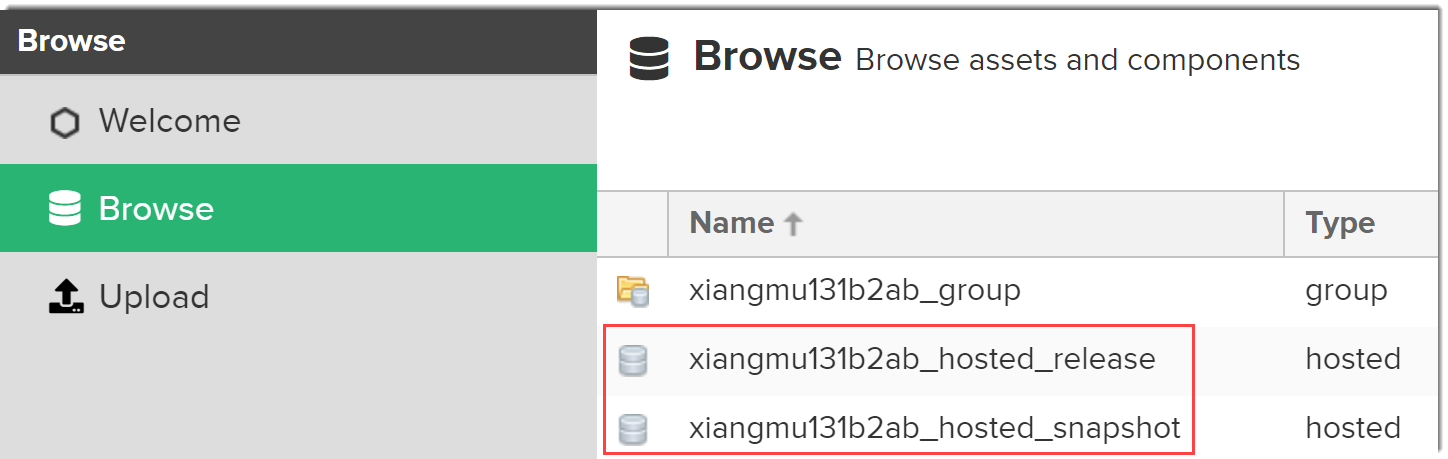 Browse
Welcome
Browse
Upload
Browse Browse assets and components
Name Type
xiangmu131b2ab_group group
xiangmu131b2ab_hosted_release hosted
xiangmu131b2ab_hosted_snapshot hosted